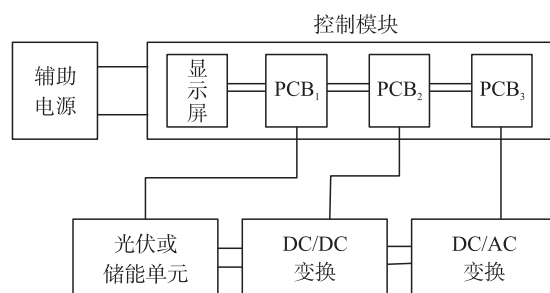 控制模块
辅助
电源
显
示
屏
PCB₁
PCB₂
PCB₃
光伏或
储能单元
DC/DC
变换
DC/AC
变换